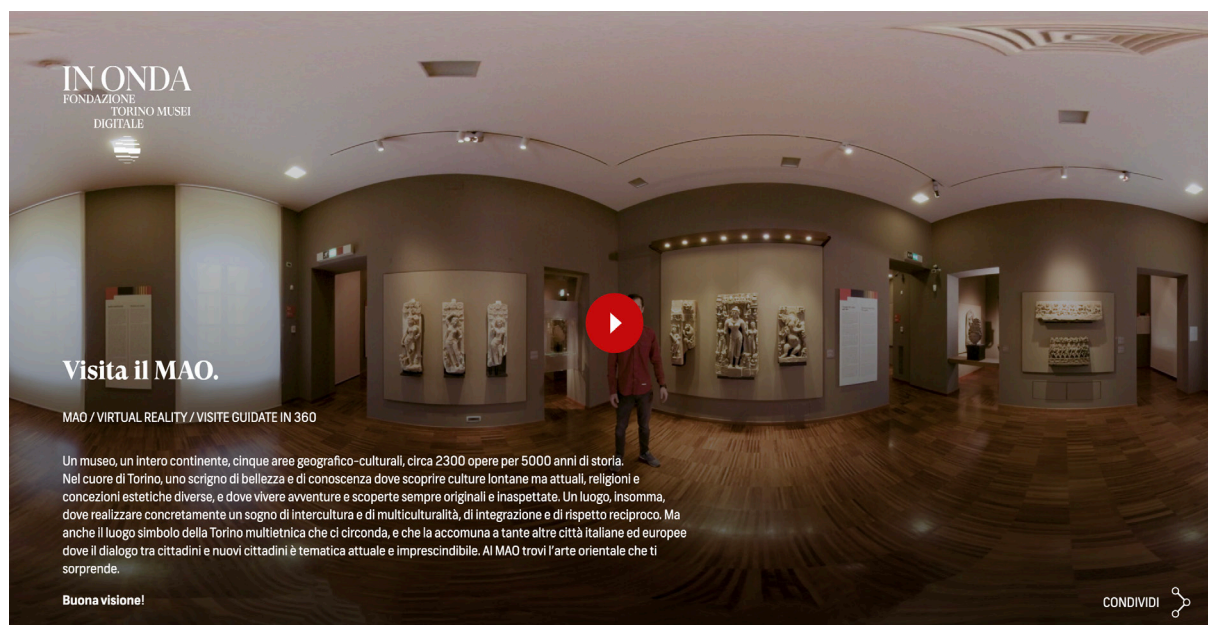 IN ONDA
FONDAZIONE
TORINO MUSEI
DIGITALE
Visita il MAO.
MAO / VIRTUAL REALITY / VISITE GUIDATE IN 360
Un museo, un intero continente, cinque aree geografico-culturali, circa 2300 opere per 5000 anni di storia.
Nel cuore di Torino, uno scrigno di bellezza e di conoscenza dove scoprire culture lontane ma attuali, religioni e
concezioni estetiche diverse, e dove vivere avventure e scoperte sempre originali e inaspettate. Un luogo, insomma,
dove realizzare concretamente un sogno di intercultura e di multiculturalità, di integrazione e di rispetto reciproco. Ma
anche il luogo simbolo della Torino multietnica che ci circonda, e che la accomuna a tante altre città italiane ed europee
dove il dialogo tra cittadini e nuovi cittadini è tematica attuale e imprescindibile. Al MAO trovi l'arte orientale che ti
sorprende.
Buona visione!
CONDIVIDI